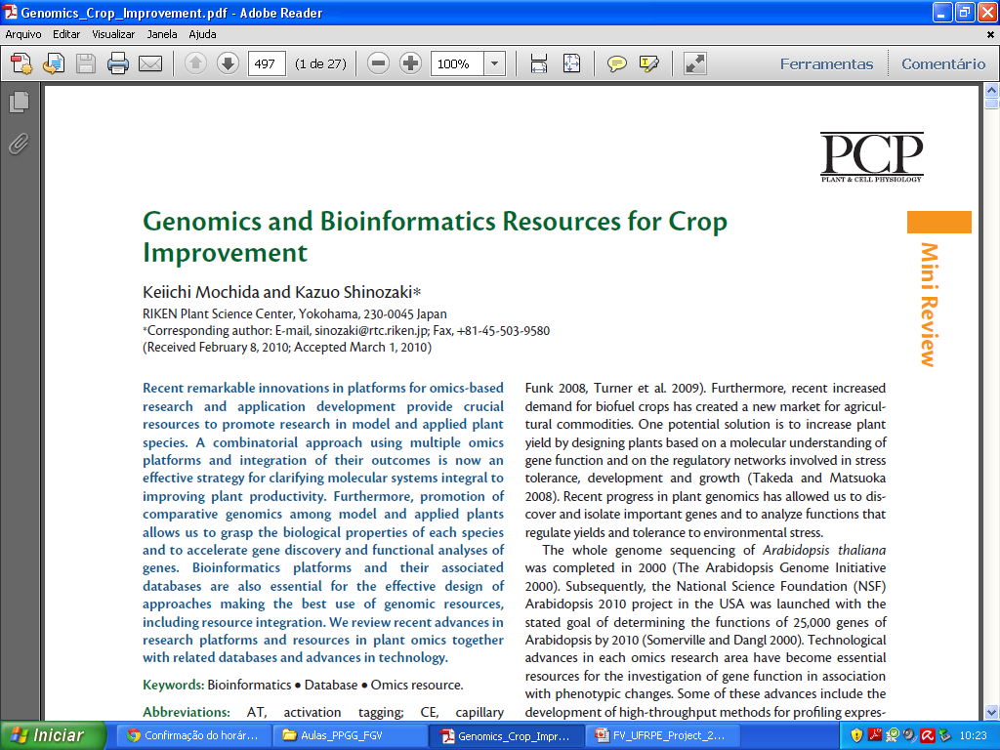 Genomics_Crop_Improvement.pdf - Adobe Reader
Arquivo Editar Visualizar Janela Ajuda
497 (1 de 27) 100% Ferramentas Comentário
PCP
PLANT & CELL PHYSIOLOGY
Genomics and Bioinformatics Resources for Crop
Improvement
Mini Review
Keiichi Mochida and Kazuo Shinozaki*
RIKEN Plant Science Center, Yokohama, 230-0045 Japan
*Corresponding author: E-mail, sinozaki@rtc.riken.jp; Fax, +81-45-503-9580
(Received February 8, 2010; Accepted March 1, 2010)
Recent remarkable innovations in platforms for omics-based
research and application development provide crucial
resources to promote research in model and applied plant
species. A combinatorial approach using multiple omics
platforms and integration of their outcomes is now an
effective strategy for clarifying molecular systems integral to
improving plant productivity. Furthermore, promotion of
comparative genomics among model and applied plants
allows us to grasp the biological properties of each species
and to accelerate gene discovery and functional analyses of
genes. Bioinformatics platforms and their associated
databases are also essential for the effective design of
approaches making the best use of genomic resources,
including resource integration. We review recent advances in
research platforms and resources in plant omics together
with related databases and advances in technology.
Keywords: Bioinformatics • Database • Omics resource.
Abbreviations: AT, activation tagging; CE, capillary
Funk 2008, Turner et al. 2009). Furthermore, recent increased
demand for biofuel crops has created a new market for agricul-
tural commodities. One potential solution is to increase plant
yield by designing plants based on a molecular understanding of
gene function and on the regulatory networks involved in stress
tolerance, development and growth (Takeda and Matsuoka
2008). Recent progress in plant genomics has allowed us to dis-
cover and isolate important genes and to analyze functions that
regulate yields and tolerance to environmental stress.
The whole genome sequencing of Arabidopsis thaliana
was completed in 2000 (The Arabidopsis Genome Initiative
2000). Subsequently, the National Science Foundation (NSF)
Arabidopsis 2010 project in the USA was launched with the
stated goal of determining the functions of 25,000 genes of
Arabidopsis by 2010 (Somerville and Dangl 2000). Technological
advances in each omics research area have become essential
resources for the investigation of gene function in association
with phenotypic changes. Some of these advances include the
development of high-throughput methods for profiling expres-
Iniciar Confirmação do horár... Aulas_PPGG_FGV Genomics_Crop_Impr... FV_UFRPE_Project_2... 10:23